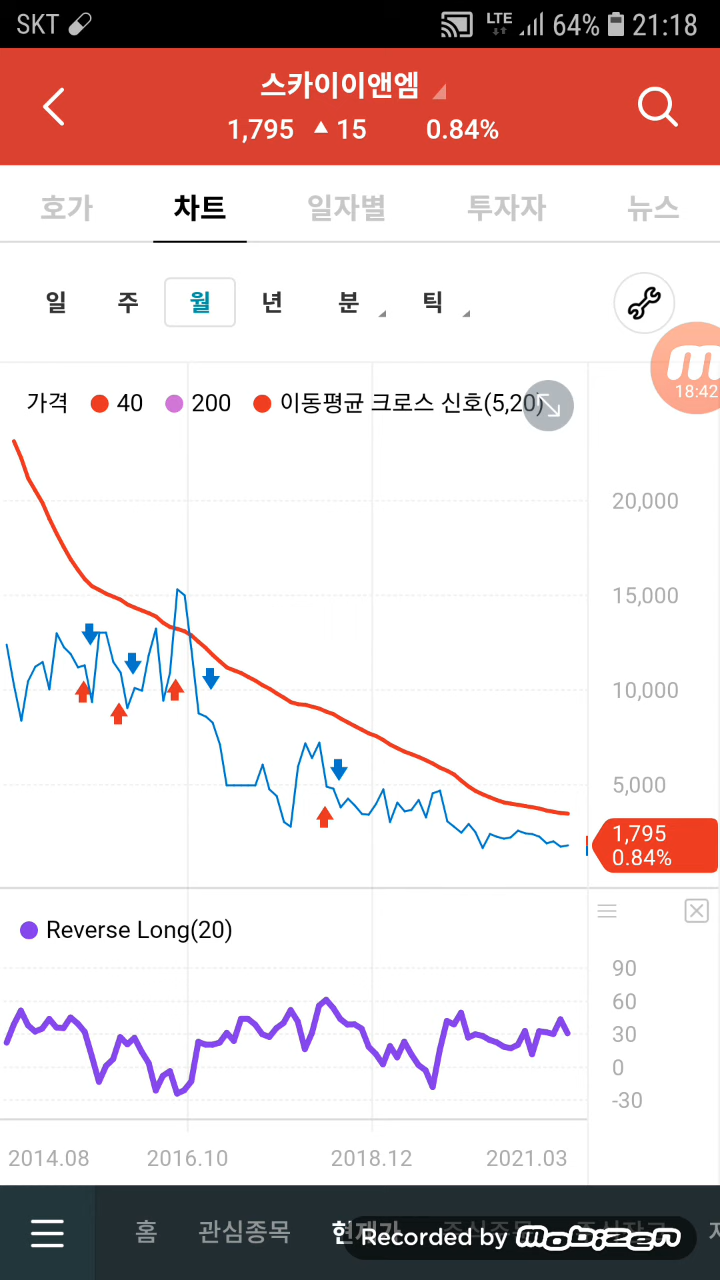 SKT LTE 64% 21:18
스카이이앤엠
1,795 ▲ 15 0.84%
호가 차트 일자별 투자자 뉴스
일 주 월 년 분 틱
18:42
가격 40 200 이동평균 크로스 신호(5,20)
20,000
15,000
10,000
5,000
1,795
0.84%
Reverse Long(20)
90
60
30
0
-30
2014.08 2016.10 2018.12 2021.03
홈 관심종목 현재가
Recorded by mobizen